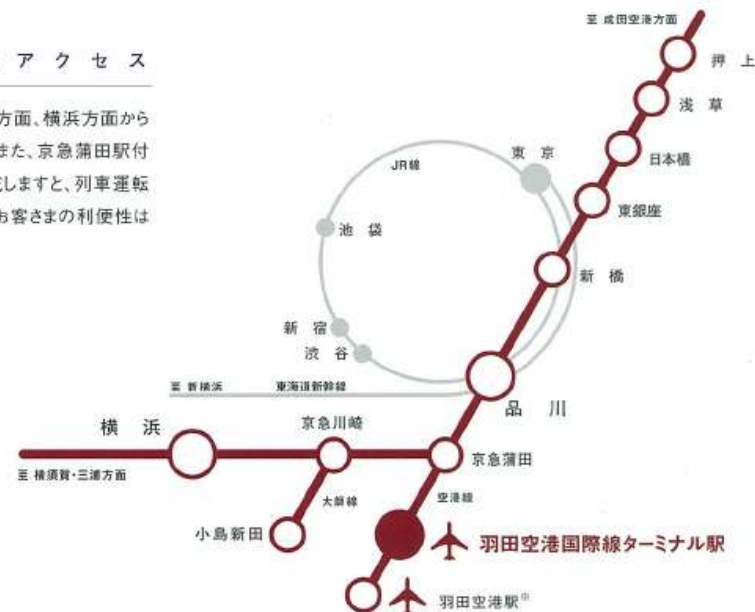 アクセス
方面、横浜方面から
また、京急蒲田駅付
しますと、列車運転
お客さまの利便性は
至 成田空港方面
押上
浅草
日本橋
東銀座
新橋
東京
JR線
池袋
新宿
渋谷
至 新横浜
東海道新幹線
品川
横浜
京急川崎
京急蒲田
至 横須賀・三浦方面
大師線
空港線
小島新田
羽田空港国際線ターミナル駅
羽田空港駅※